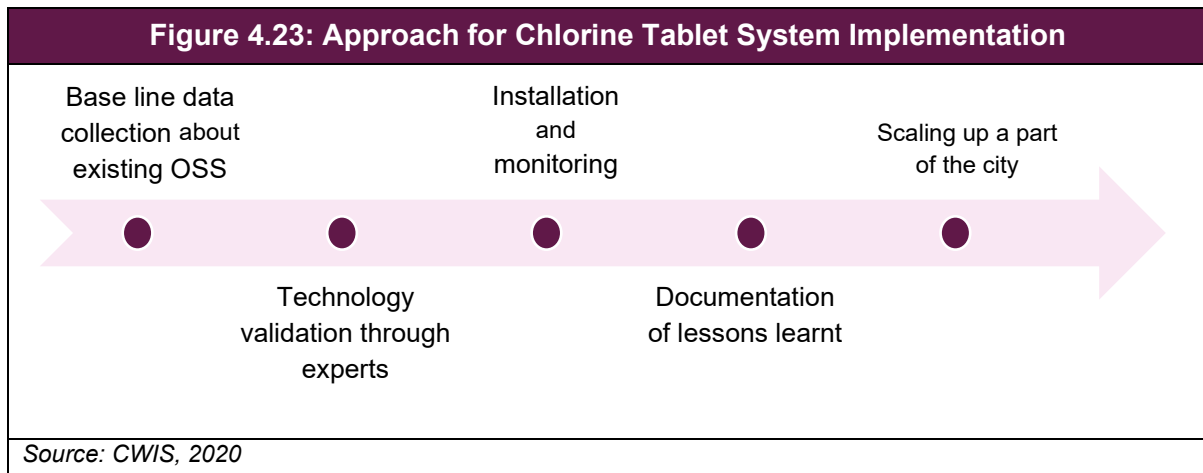 Figure 4.23: Approach for Chlorine Tablet System Implementation
Base line data
collection about
existing OSS
Technology
validation through
experts
Installation
and
monitoring
Documentation
of lessons learnt
Scaling up a part
of the city
Source: CWIS, 2020